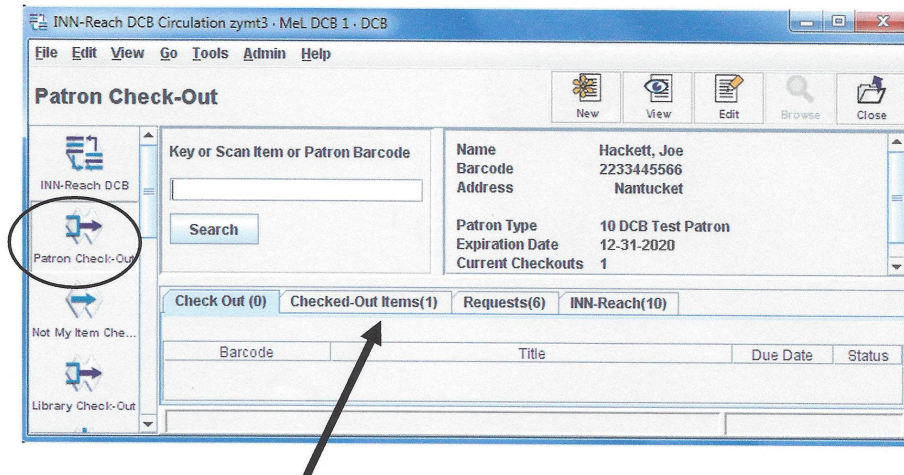 INN-Reach DCB Circulation zymt3 · MeL DCB 1 · DCB
File Edit View Go Tools Admin Help
Patron Check-Out
New View Edit Browse Close
INN-Reach DCB
Patron Check-Out
Not My Item Che...
Library Check-Out
Key or Scan Item or Patron Barcode
Search
Name Hackett, Joe
Barcode 2233445566
Address Nantucket
Patron Type 10 DCB Test Patron
Expiration Date 12-31-2020
Current Checkouts 1
Check Out (0) Checked-Out Items(1) Requests(6) INN-Reach(10)
Barcode Title Due Date Status